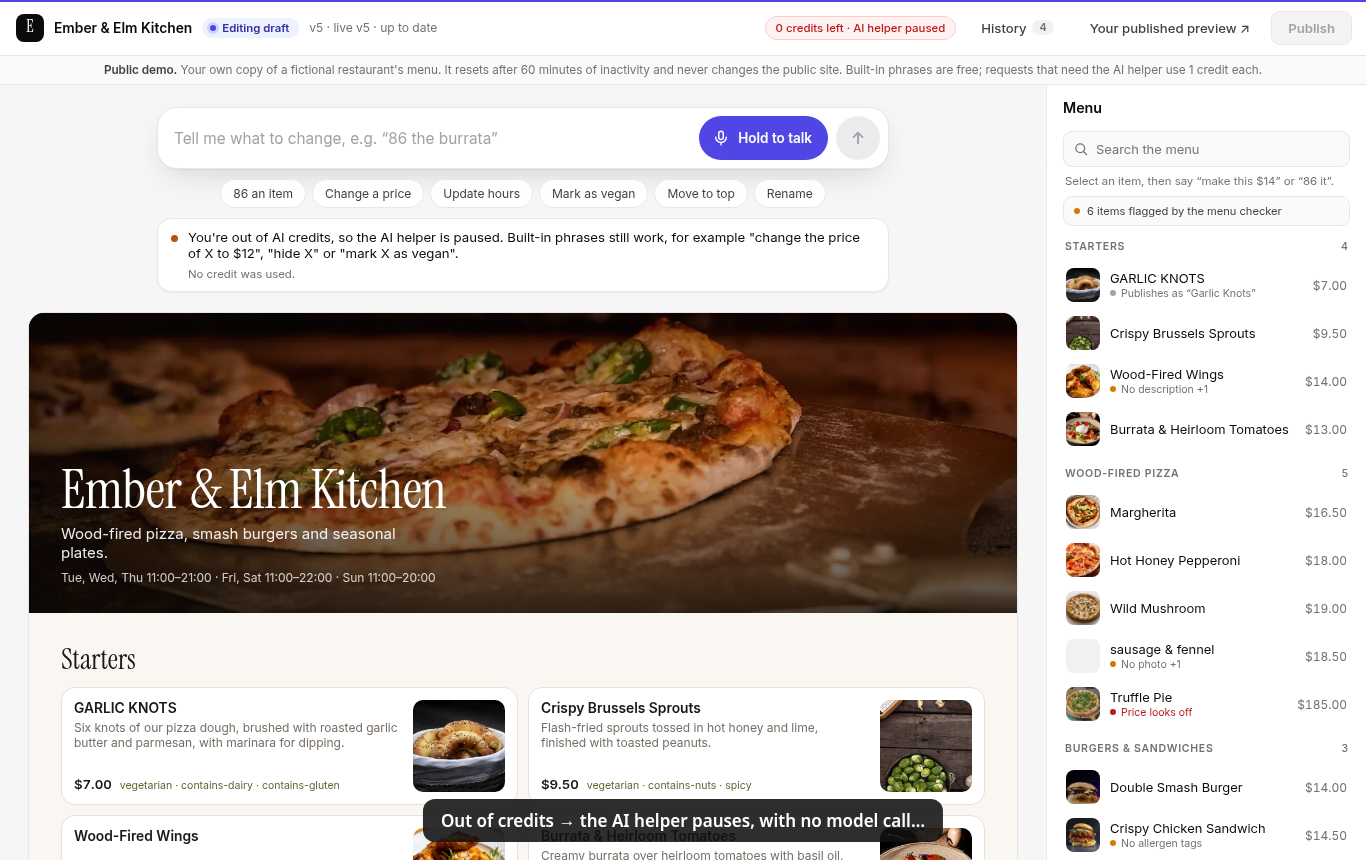 E
Ember & Elm Kitchen
Editing draft
v5 · live v5 · up to date
0 credits left · AI helper paused
History 4
Your published preview ↗
Publish
Public demo. Your own copy of a fictional restaurant's menu. It resets after 60 minutes of inactivity and never changes the public site. Built-in phrases are free; requests that need the AI helper use 1 credit each.
Tell me what to change, e.g. “86 the burrata”
Hold to talk
86 an item
Change a price
Update hours
Mark as vegan
Move to top
Rename
You're out of AI credits, so the AI helper is paused. Built-in phrases still work, for example "change the price
of X to $12", "hide X" or "mark X as vegan".
No credit was used.
Ember & Elm Kitchen
Wood-fired pizza, smash burgers and seasonal
plates.
Tue, Wed, Thu 11:00–21:00 · Fri, Sat 11:00–22:00 · Sun 11:00–20:00
Starters
GARLIC KNOTS
Six knots of our pizza dough, brushed with roasted garlic
butter and parmesan, with marinara for dipping.
$7.00 vegetarian · contains-dairy · contains-gluten
Crispy Brussels Sprouts
Flash-fried sprouts tossed in hot honey and lime,
finished with toasted peanuts.
$9.50 vegetarian · contains-nuts · spicy
Wood-Fired Wings
Burrata & Heirloom Tomatoes
Creamy burrata over heirloom tomatoes with basil oil.
Out of credits → the AI helper pauses, with no model call…
Menu
Search the menu
Select an item, then say “make this $14” or “86 it”.
6 items flagged by the menu checker
STARTERS 4
GARLIC KNOTS $7.00
Publishes as “Garlic Knots”
Crispy Brussels Sprouts $9.50
Wood-Fired Wings $14.00
No description +1
Burrata & Heirloom Tomatoes $13.00
WOOD-FIRED PIZZA 5
Margherita $16.50
Hot Honey Pepperoni $18.00
Wild Mushroom $19.00
sausage & fennel $18.50
No photo +1
Truffle Pie $185.00
Price looks off
BURGERS & SANDWICHES 3
Double Smash Burger $14.00
Crispy Chicken Sandwich $14.50
No allergen tags